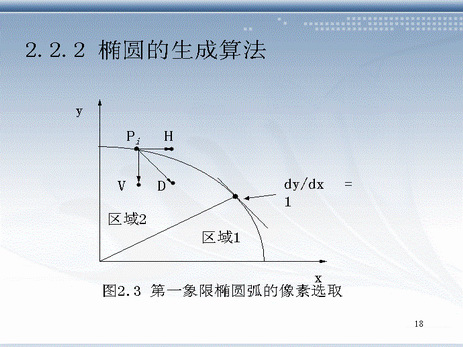 2.2.2 椭圆的生成算法
y
Pi H
V D
dy/dx =
1
区域2
区域1
x
图2.3 第一象限椭圆弧的像素选取
18